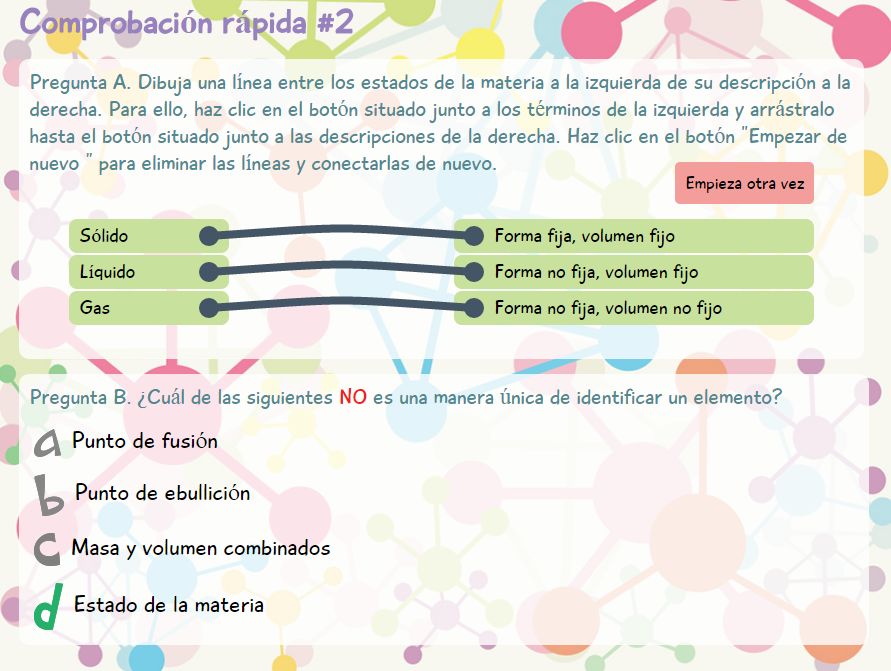 Comprobación rápida #2
Pregunta A. Dibuja una línea entre los estados de la materia a la izquierda de su descripción a la
derecha. Para ello, haz clic en el botón situado junto a los términos de la izquierda y arrástralo
hasta el botón situado junto a las descripciones de la derecha. Haz clic en el botón "Empezar de
nuevo " para eliminar las líneas y conectarlas de nuevo.
Empieza otra vez
Sólido
Forma fija, volumen fijo
Líquido
Forma no fija, volumen fijo
Gas
Forma no fija, volumen no fijo
Pregunta B. ¿Cuál de las siguientes NO es una manera única de identificar un elemento?
a Punto de fusión
b Punto de ebullición
c Masa y volumen combinados
d Estado de la materia